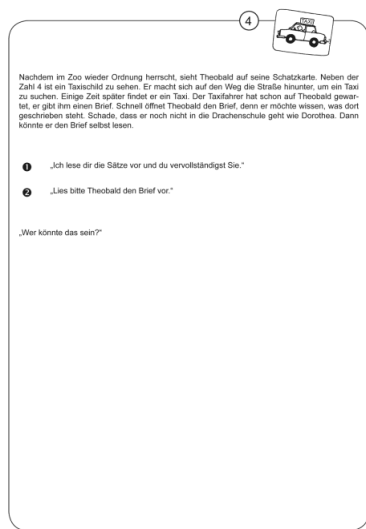 4
TAXI
Nachdem im Zoo wieder Ordnung herrscht, sieht Theobald auf seine Schatzkarte. Neben der
Zahl 4 ist ein Taxischild zu sehen. Er macht sich auf den Weg die Straße hinunter, um ein Taxi
zu suchen. Einige Zeit später findet er ein Taxi. Der Taxifahrer hat schon auf Theobald gewar-
tet, er gibt ihm einen Brief. Schnell öffnet Theobald den Brief, denn er möchte wissen, was dort
geschrieben steht. Schade, dass er noch nicht in die Drachenschule geht wie Dorothea. Dann
könnte er den Brief selbst lesen.
❶ „Ich lese dir die Sätze vor und du vervollständigst Sie.“
❷ „Lies bitte Theobald den Brief vor.“
„Wer könnte das sein?“